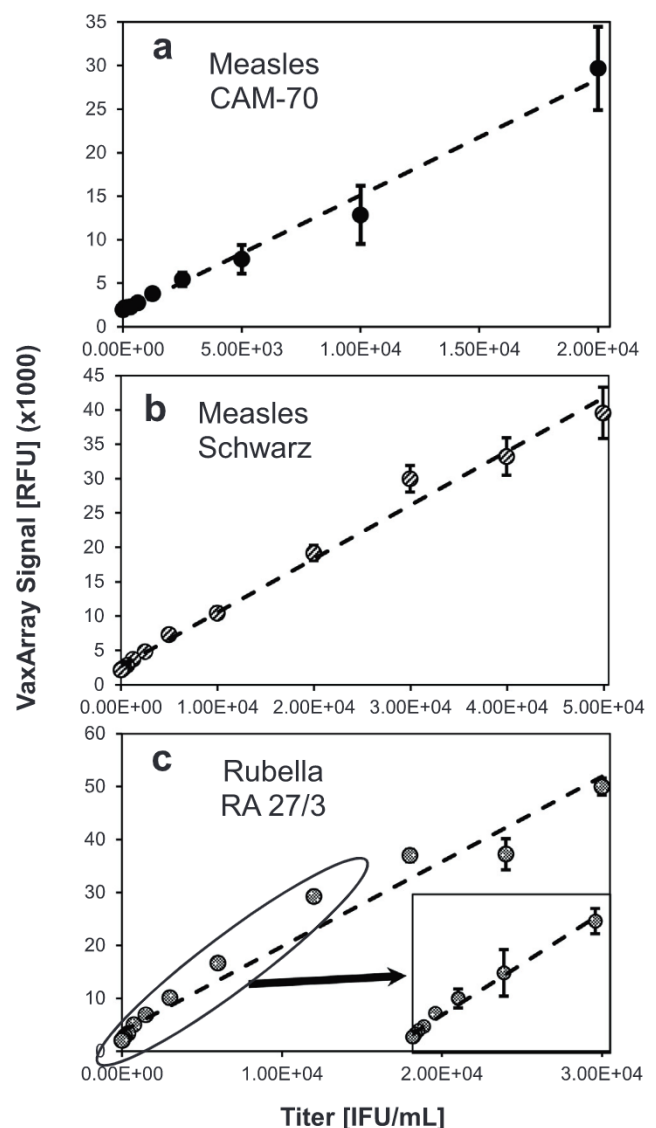 VaxArray Signal [RFU] (x1000)
a
Measles
CAM-70
35
30
25
20
15
10
5
0
0.00E+00 5.00E+03 1.00E+04 1.50E+04 2.00E+04
b
Measles
Schwarz
45
40
35
30
25
20
15
10
5
0
0.00E+00 1.00E+04 2.00E+04 3.00E+04 4.00E+04 5.00E+04
c
Rubella
RA 27/3
60
50
40
30
20
10
0
0.00E+00 1.00E+04 2.00E+04 3.00E+04
Titer [IFU/mL]